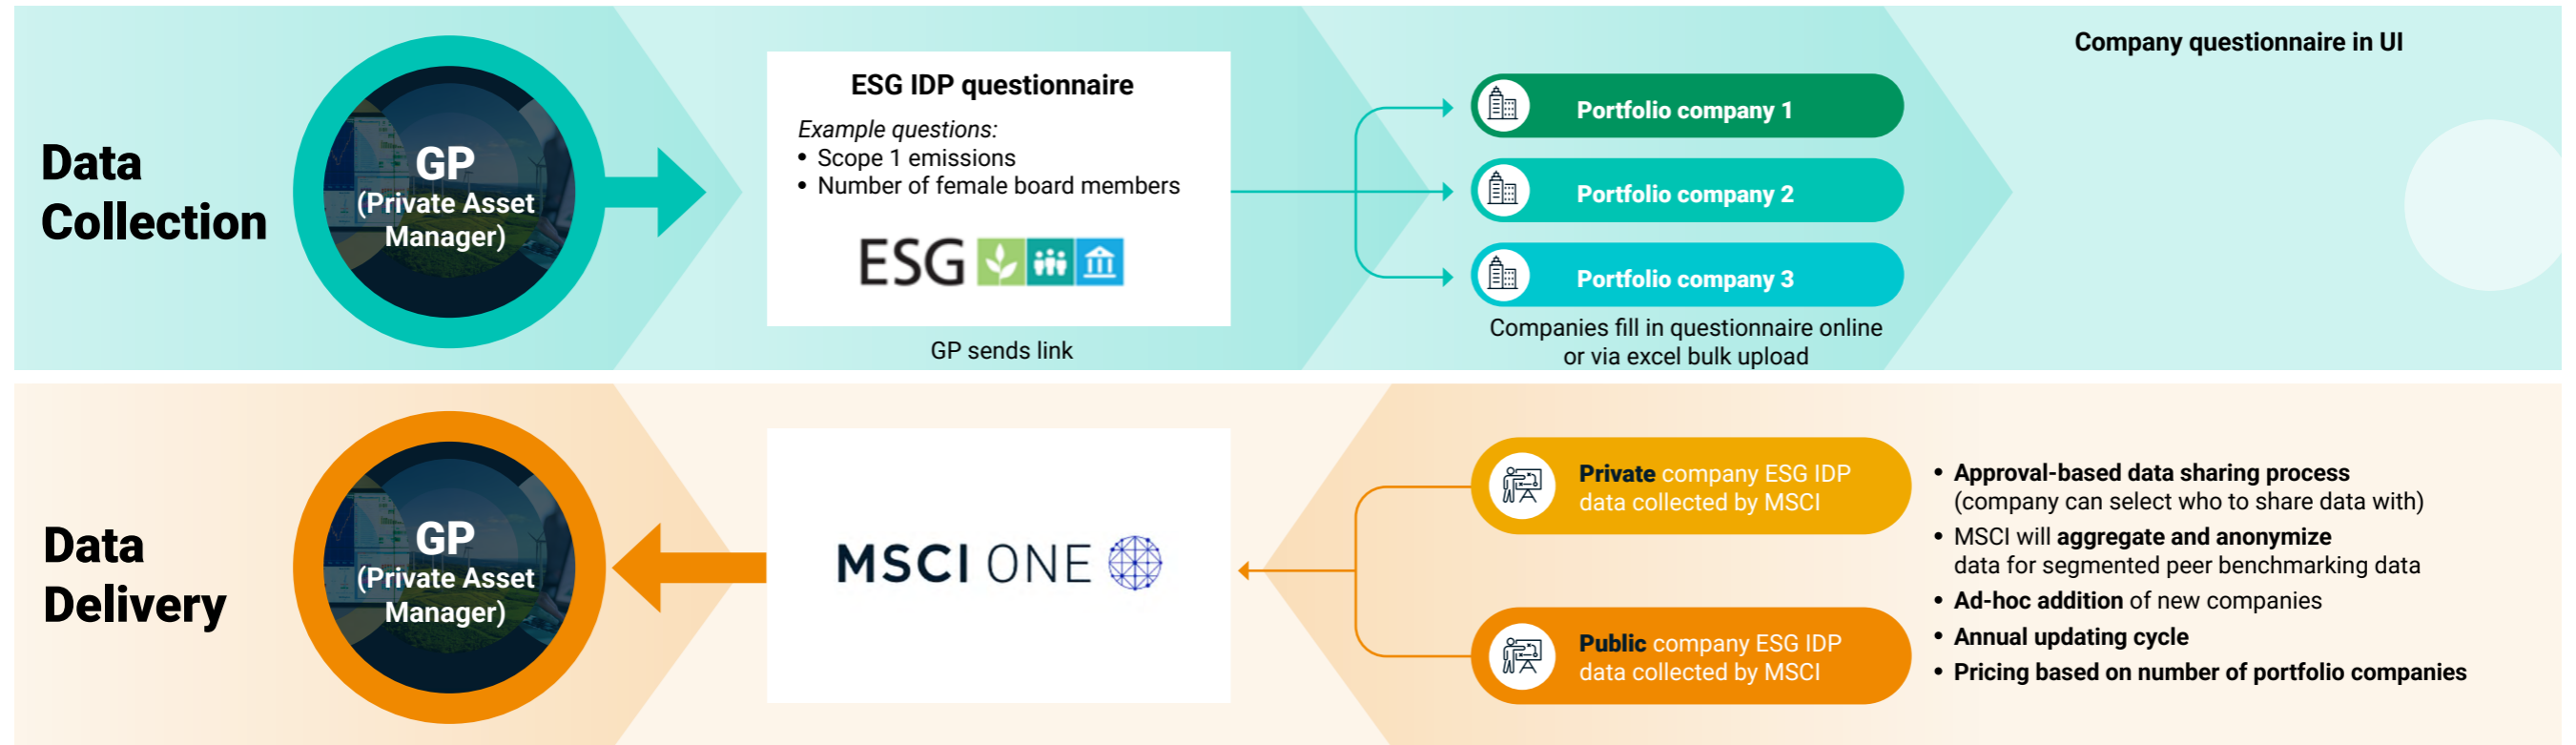 Data
Collection
GP
(Private Asset
Manager)
ESG IDP questionnaire
Example questions:
• Scope 1 emissions
• Number of female board members
ESG
GP sends link
Portfolio company 1
Portfolio company 2
Portfolio company 3
Companies fill in questionnaire online
or via excel bulk upload
Company questionnaire in UI
Data
Delivery
GP
(Private Asset
Manager)
MSCI ONE
Private company ESG IDP
data collected by MSCI
Public company ESG IDP
data collected by MSCI
• Approval-based data sharing process
(company can select who to share data with)
• MSCI will aggregate and anonymize
data for segmented peer benchmarking data
• Ad-hoc addition of new companies
• Annual updating cycle
• Pricing based on number of portfolio companies